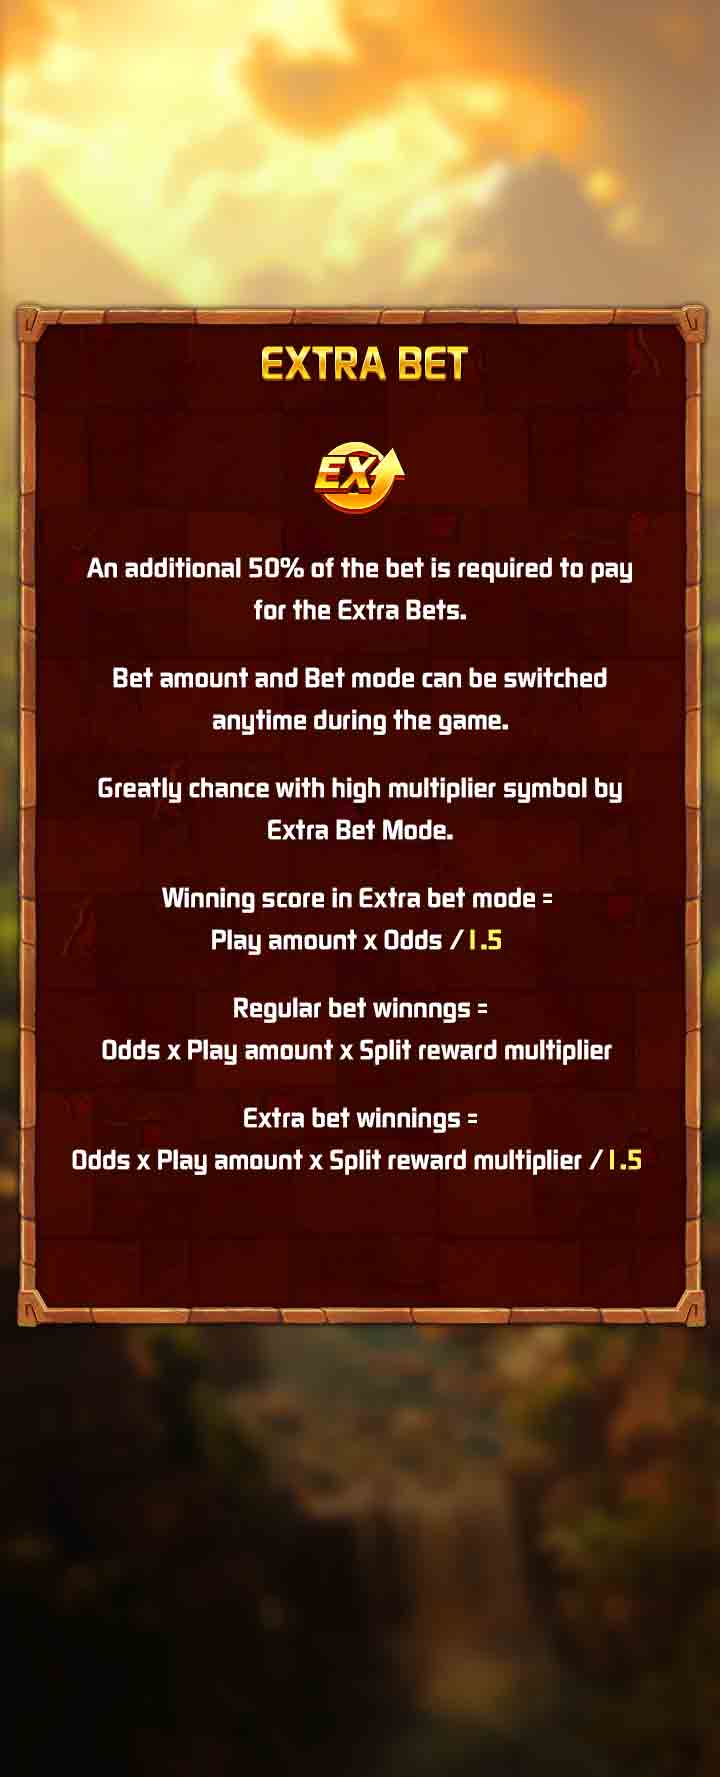 EXTRA BET
EX
An additional 50% of the bet is required to pay
for the Extra Bets.
Bet amount and Bet mode can be switched
anytime during the game.
Greatly chance with high multiplier symbol by
Extra Bet Mode.
Winning score in Extra bet mode =
Play amount x Odds /1.5
Regular bet winnngs =
Odds x Play amount x Split reward multiplier
Extra bet winnings =
Odds x Play amount x Split reward multiplier /1.5